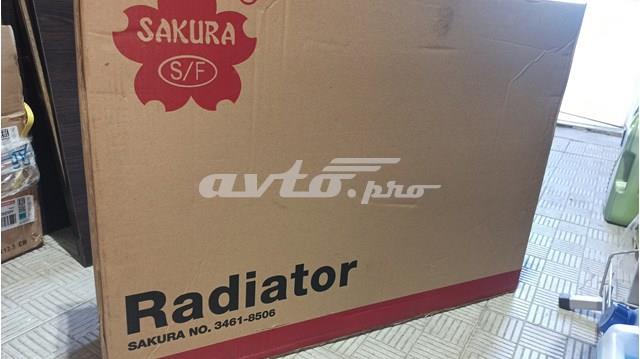 SAKURA
S/F
avto.pro
Radiator
SAKURA NO. 3461-8506